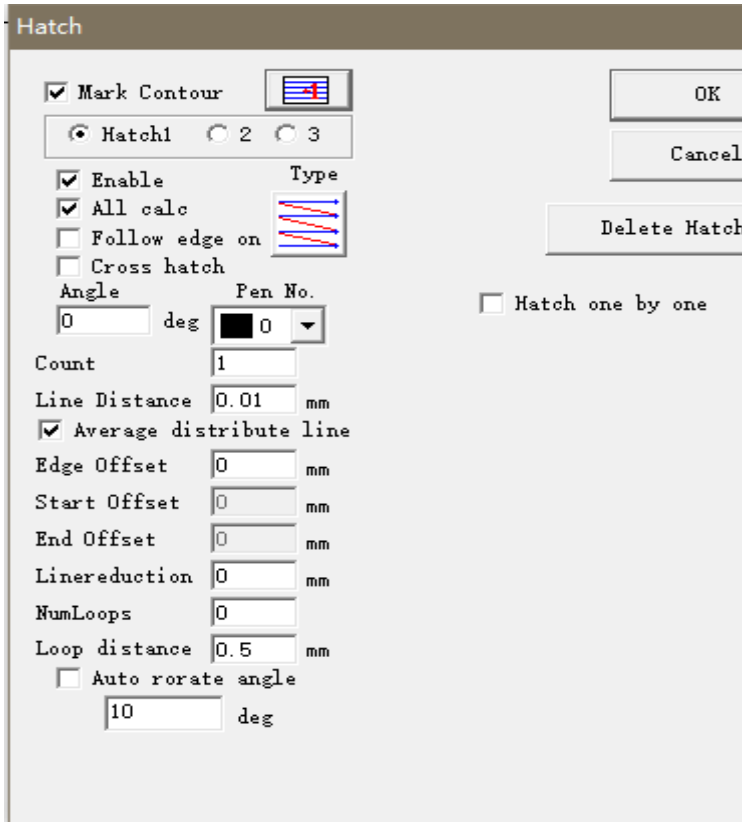 Hatch
Mark Contour
OK
Hatch1 2 3
Cancel
Enable Type
All calc
Follow edge on
Delete Hatch
Cross hatch
Angle Pen No.
Hatch one by one
0 deg 0
Count 1
Line Distance 0.01 mm
Average distribute line
Edge Offset 0 mm
Start Offset 0 mm
End Offset 0 mm
Linereduction 0 mm
NumLoops 0
Loop distance 0.5 mm
Auto rorate angle
10 deg